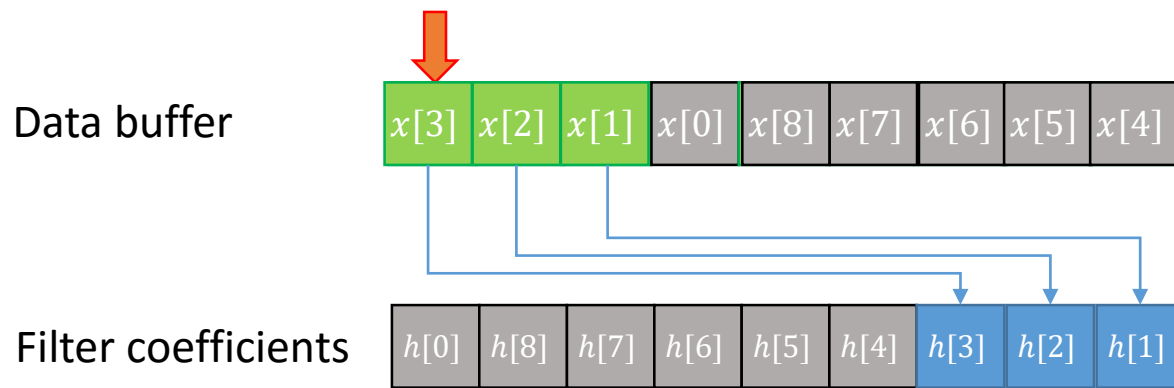 Data buffer x[3] x[2] x[1] x[0] x[8] x[7] x[6] x[5] x[4]
Filter coefficients h[0] h[8] h[7] h[6] h[5] h[4] h[3] h[2] h[1]